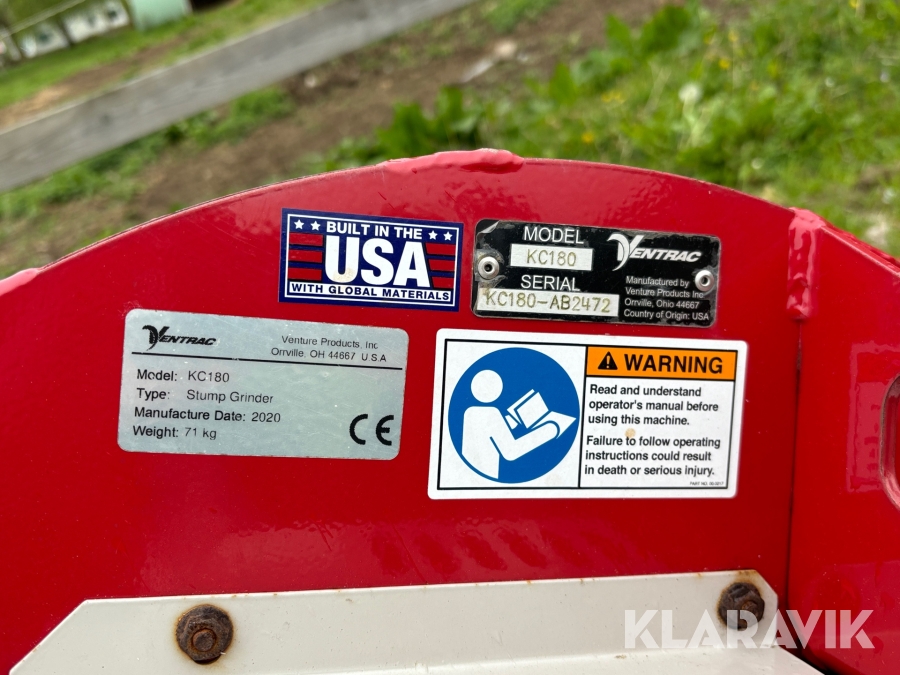 BUILT IN THE
USA
WITH GLOBAL MATERIALS
MODEL
KC180
SERIAL
KC180-AB2472
VENTRAC
Manufactured by
Venture Products Inc
Orrville, Ohio 44667
Country of Origin: USA
VENTRAC
Venture Products, Inc.
Orrville, OH 44667 U.S.A
Model: KC180
Type: Stump Grinder
Manufacture Date: 2020
Weight: 71 kg
CE
WARNING
Read and understand
operator's manual before
using this machine.
Failure to follow operating
instructions could result
in death or serious injury.
KLARAVIK